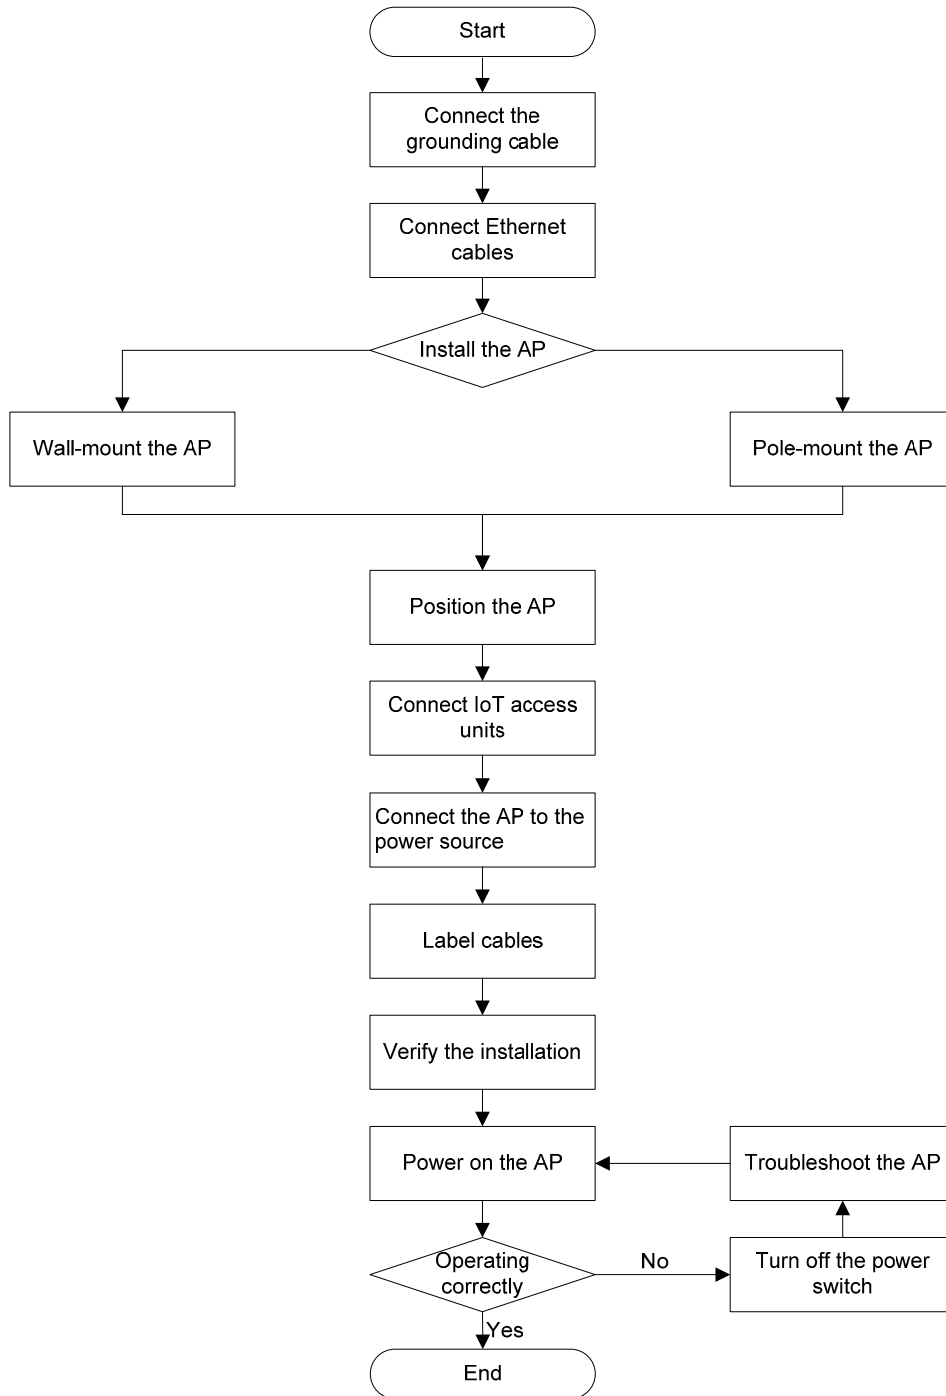 Start
Connect the
grounding cable
Connect Ethernet
cables
Install the AP
Wall-mount the AP
Pole-mount the AP
Position the AP
Connect IoT access
units
Connect the AP to the
power source
Label cables
Verify the installation
Power on the AP
Troubleshoot the AP
Operating
correctly
No
Turn off the power
switch
Yes
End